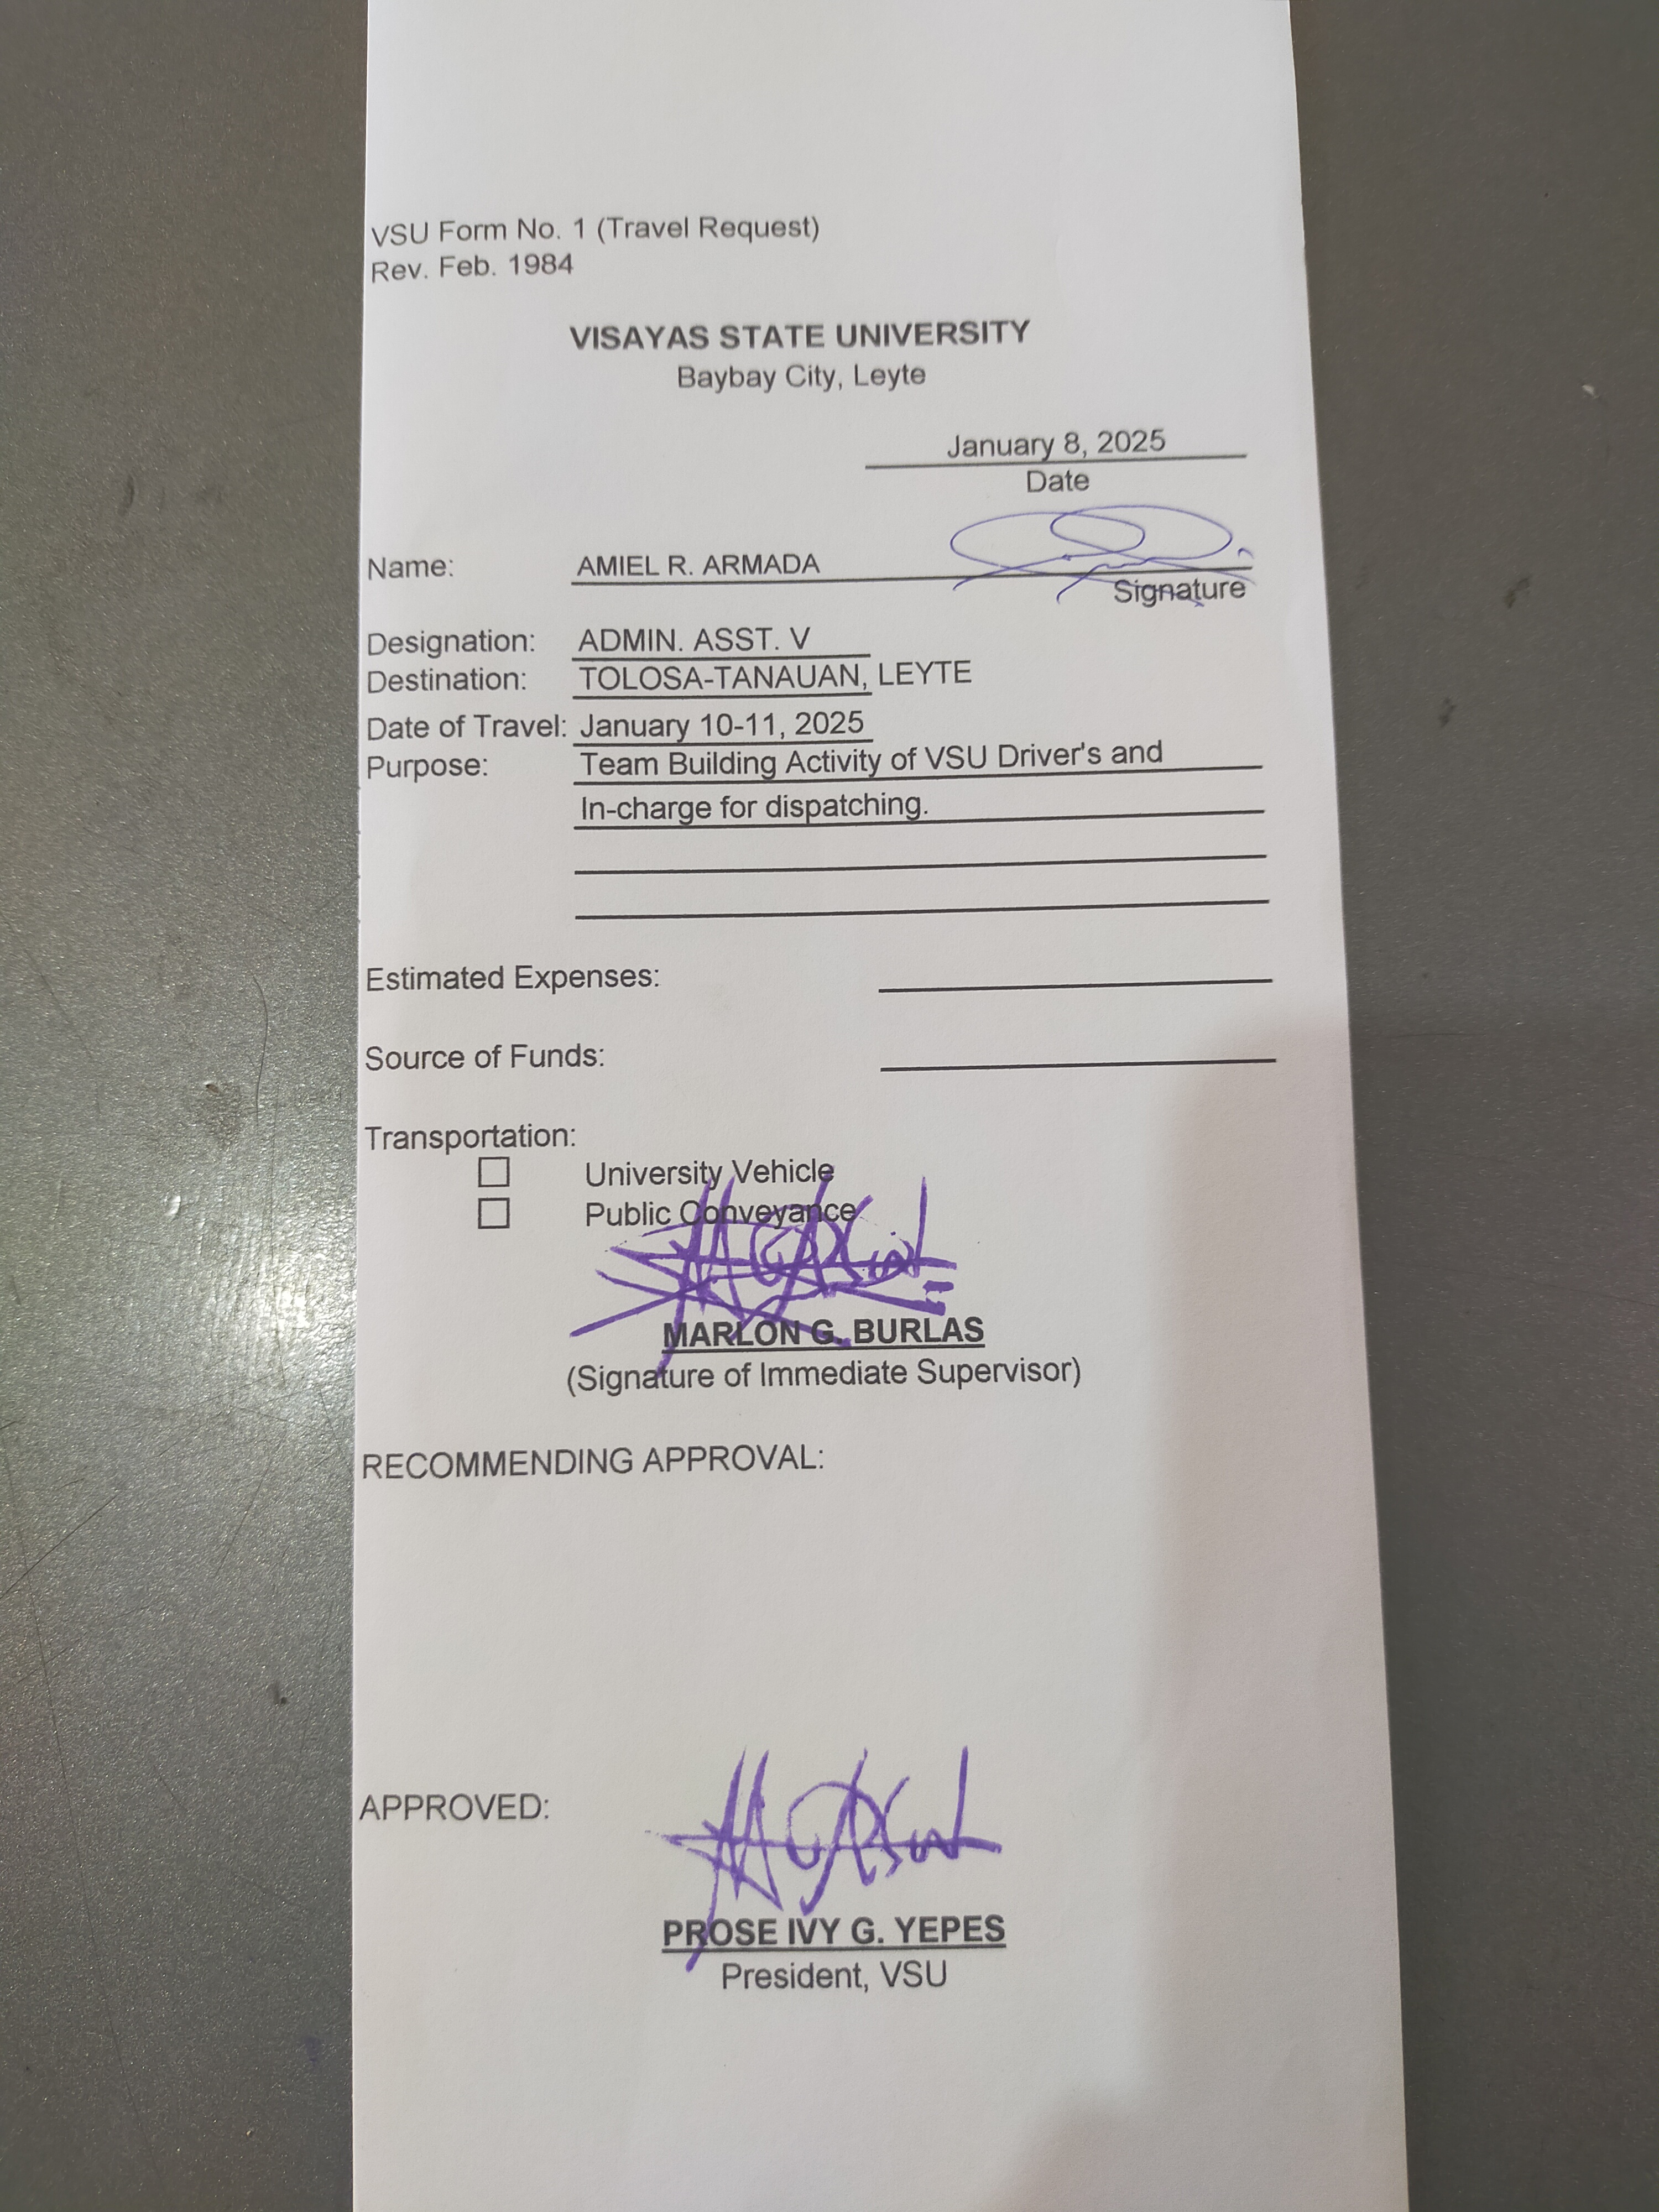 VSU Form No. 1 (Travel Request)
Rev. Feb. 1984
VISAYAS STATE UNIVERSITY
Baybay City, Leyte
January 8, 2025
Date
Name: AMIEL R. ARMADA
Signature
Designation: ADMIN. ASST. V
Destination: TOLOSA-TANAUAN, LEYTE
Date of Travel: January 10-11, 2025
Purpose: Team Building Activity of VSU Driver's and
In-charge for dispatching.
Estimated Expenses:
Source of Funds:
Transportation:
University Vehicle
Public Conveyance
MARLON G. BURLAS
(Signature of Immediate Supervisor)
RECOMMENDING APPROVAL:
APPROVED:
PROSE IVY G. YEPES
President, VSU